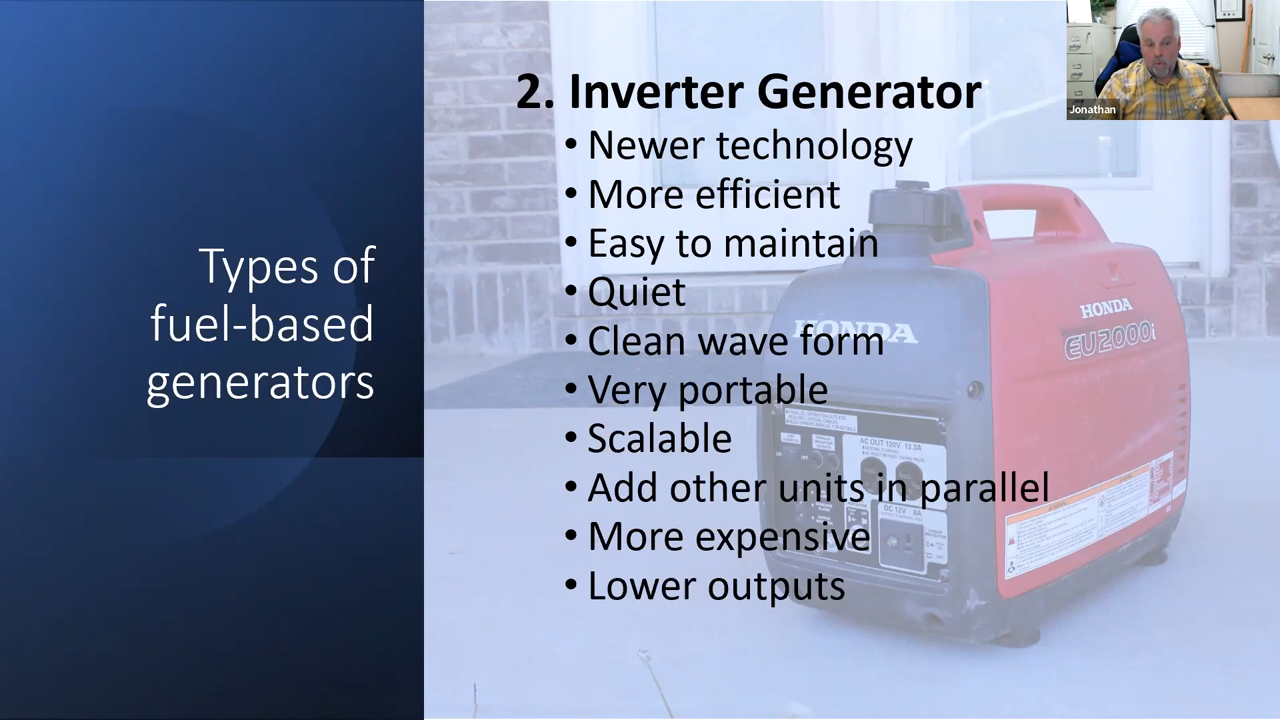 Types of
fuel-based
generators
2. Inverter Generator
• Newer technology
• More efficient
• Easy to maintain
• Quiet
• Clean wave form
• Very portable
• Scalable
• Add other units in parallel
• More expensive
• Lower outputs
Jonathan
HONDA
HONDA
EU2000i
AC OUT 120V 13.3A
DC 12V 8A